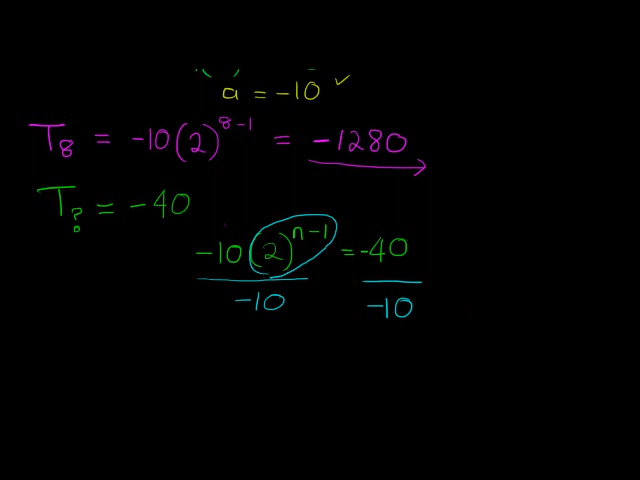 a = -10 ✓
T₈ = -10(2)⁸⁻¹ = -1280
T? = -40
-10(2)ⁿ⁻¹ = -40
-10 -10